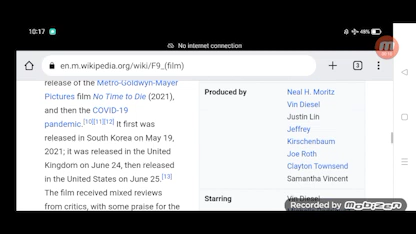 10:17
48%
No internet connection
en.m.wikipedia.org/wiki/F9_(film)
3
release of the Metro-Goldwyn-Mayer
Pictures film No Time to Die (2021),
and then the COVID-19
pandemic.[10][11][12] It first was
released in South Korea on May 19,
2021; it was released in the United
Kingdom on June 24, then released
in the United States on June 25.[13]
The film received mixed reviews
from critics, with some praise for the
Produced by
Neal H. Moritz
Vin Diesel
Justin Lin
Jeffrey
Kirschenbaum
Joe Roth
Clayton Townsend
Samantha Vincent
Starring
Vin Diesel
Recorded by mobizen